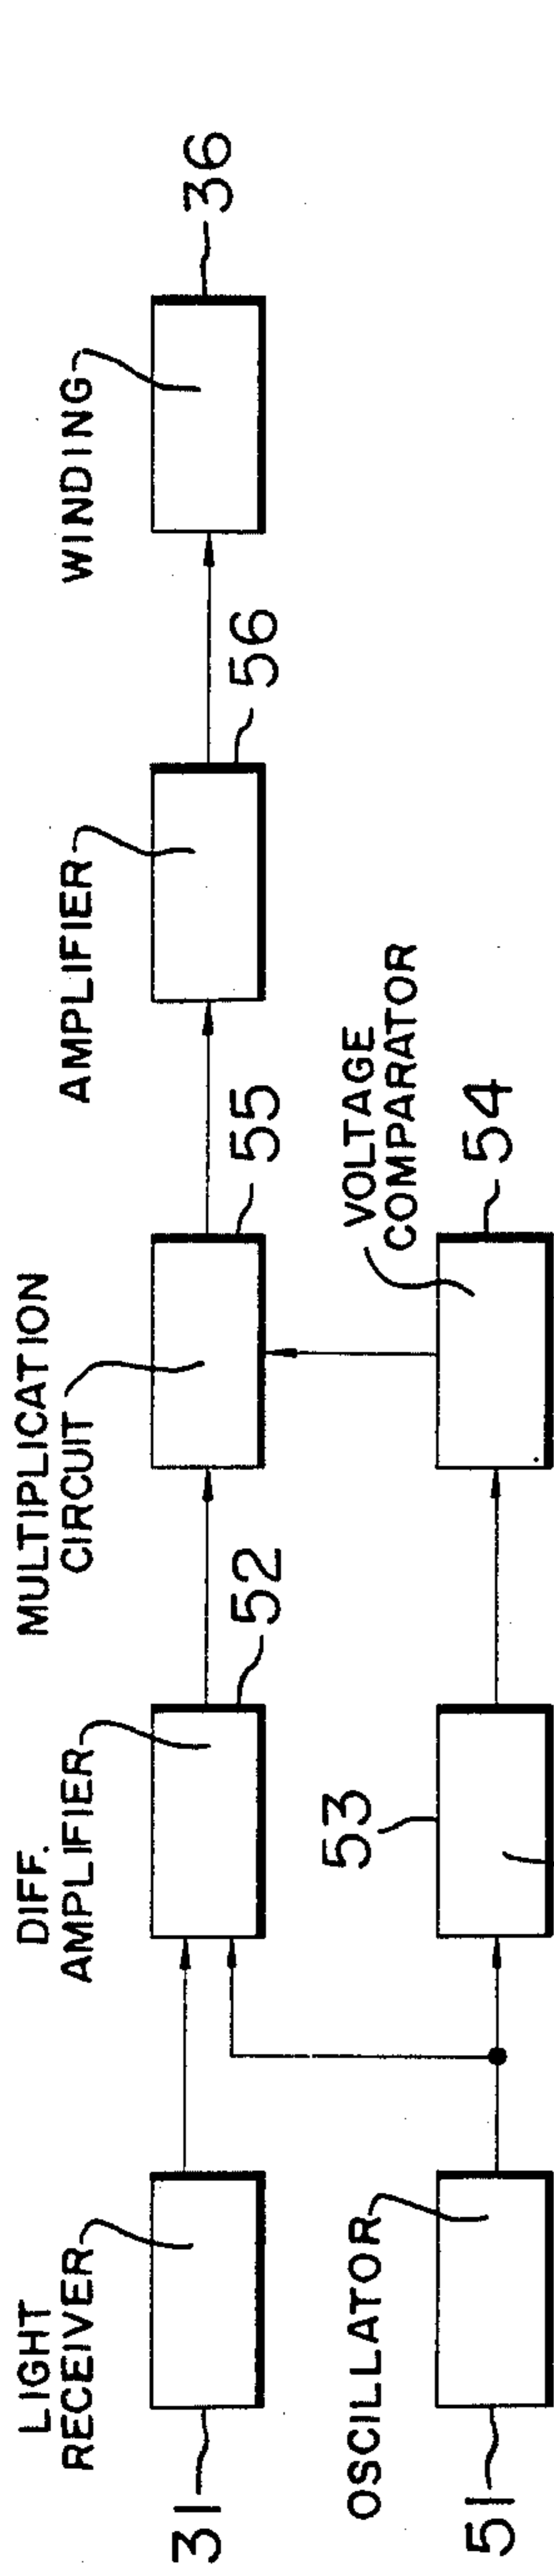 LIGHT
RECEIVER
31
DIFF.
AMPLIFIER
52
MULTIPLICATION
CIRCUIT
55
AMPLIFIER
56
WINDING
36
OSCILLATOR
51
53
VOLTAGE
COMPARATOR
54